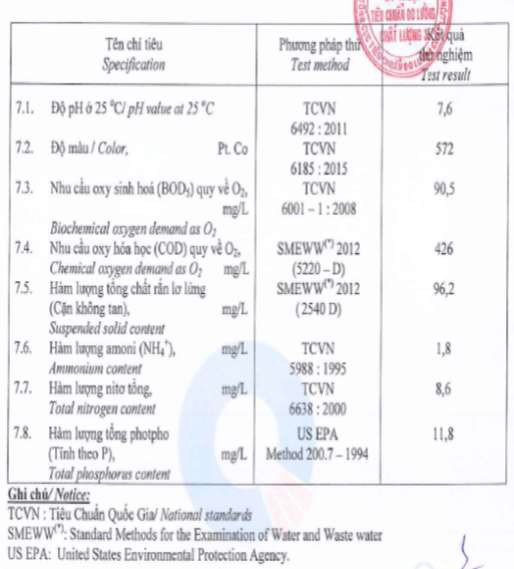 TIÊU CHUẨN ĐO LƯỜNG
CHẤT LƯỢNG 3
Tên chỉ tiêu Phương pháp thử Kết quả
thử nghiệm
Specification Test method Test result
7.1. Độ pH ở 25 °C/ pH value at 25 °C TCVN 7,6
6492 : 2011
7.2. Độ màu / Color, Pt. Co TCVN 572
6185 : 2015
7.3. Nhu cầu oxy sinh hoá (BOD₅) quy về O₂, TCVN 90,5
mg/L 6001 – 1 : 2008
Biochemical oxygen demand as O₂
7.4. Nhu cầu oxy hóa học (COD) quy về O₂, SMEWW(*) 2012 426
Chemical oxygen demand as O₂ mg/L (5220 – D)
7.5. Hàm lượng tổng chất rắn lơ lửng SMEWW(*) 2012 96,2
(Cặn không tan), mg/L (2540 D)
Suspended solid content
7.6. Hàm lượng amoni (NH₄⁺), mg/L TCVN 1,8
Ammonium content 5988 : 1995
7.7. Hàm lượng nitơ tổng, mg/L TCVN 8,6
Total nitrogen content 6638 : 2000
7.8. Hàm lượng tổng photpho US EPA 11,8
(Tính theo P), mg/L Method 200.7 – 1994
Total phosphorus content
Ghi chú/ Notice:
TCVN : Tiêu Chuẩn Quốc Gia/ National standards
SMEWW(*): Standard Methods for the Examination of Water and Waste water
US EPA: United States Environmental Protection Agency.